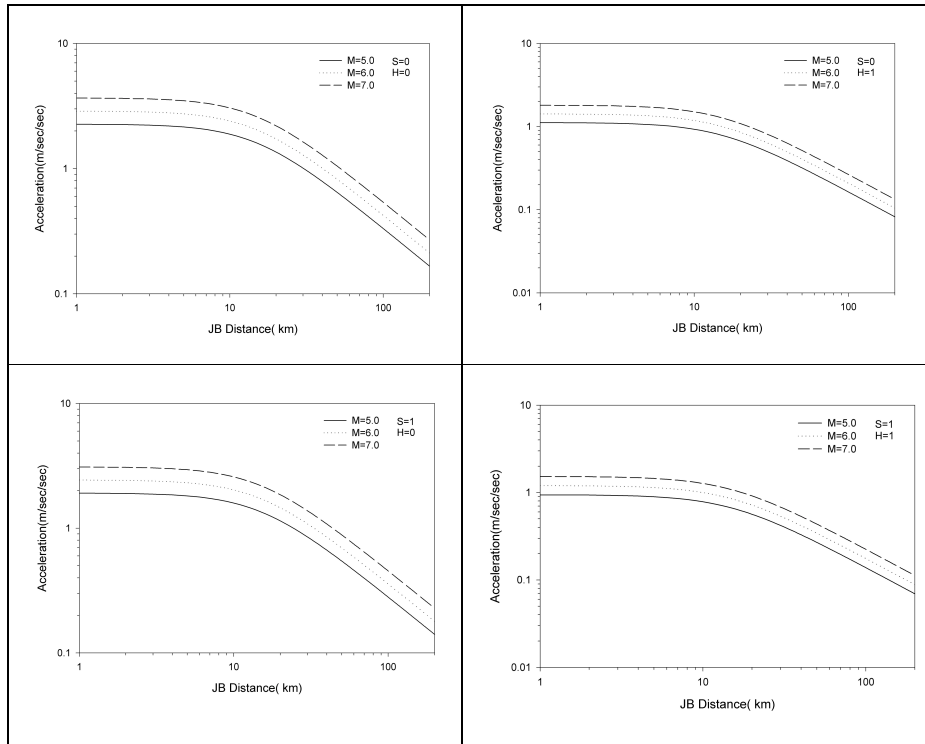 10
1
0.1
Acceleration(m/sec/sec)
1
10
100
JB Distance( km)
M=5.0 S=0
M=6.0 H=0
M=7.0
10
1
0.1
0.01
Acceleration(m/sec/sec)
1
10
100
JB Distance( km)
M=5.0 S=0
M=6.0 H=1
M=7.0
10
1
0.1
Acceleration(m/sec/sec)
1
10
100
JB Distance( km)
M=5.0 S=1
M=6.0 H=0
M=7.0
10
1
0.1
0.01
Acceleration(m/sec/sec)
1
10
100
JB Distance( km)
M=5.0 S=1
M=6.0 H=1
M=7.0